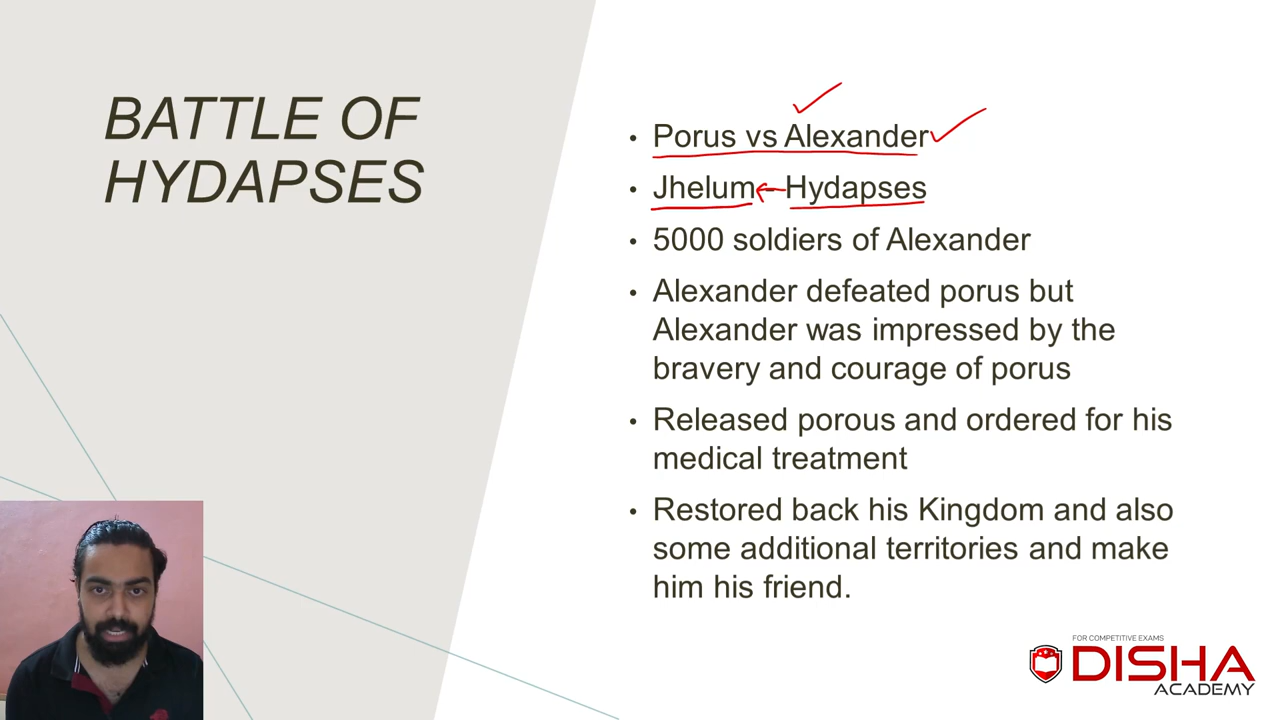 BATTLE OF
HYDAPSES
• Porus vs Alexander
• Jhelum – Hydapses
• 5000 soldiers of Alexander
• Alexander defeated porus but
Alexander was impressed by the
bravery and courage of porus
• Released porous and ordered for his
medical treatment
• Restored back his Kingdom and also
some additional territories and make
him his friend.
FOR COMPETITIVE EXAMS
DISHA
ACADEMY